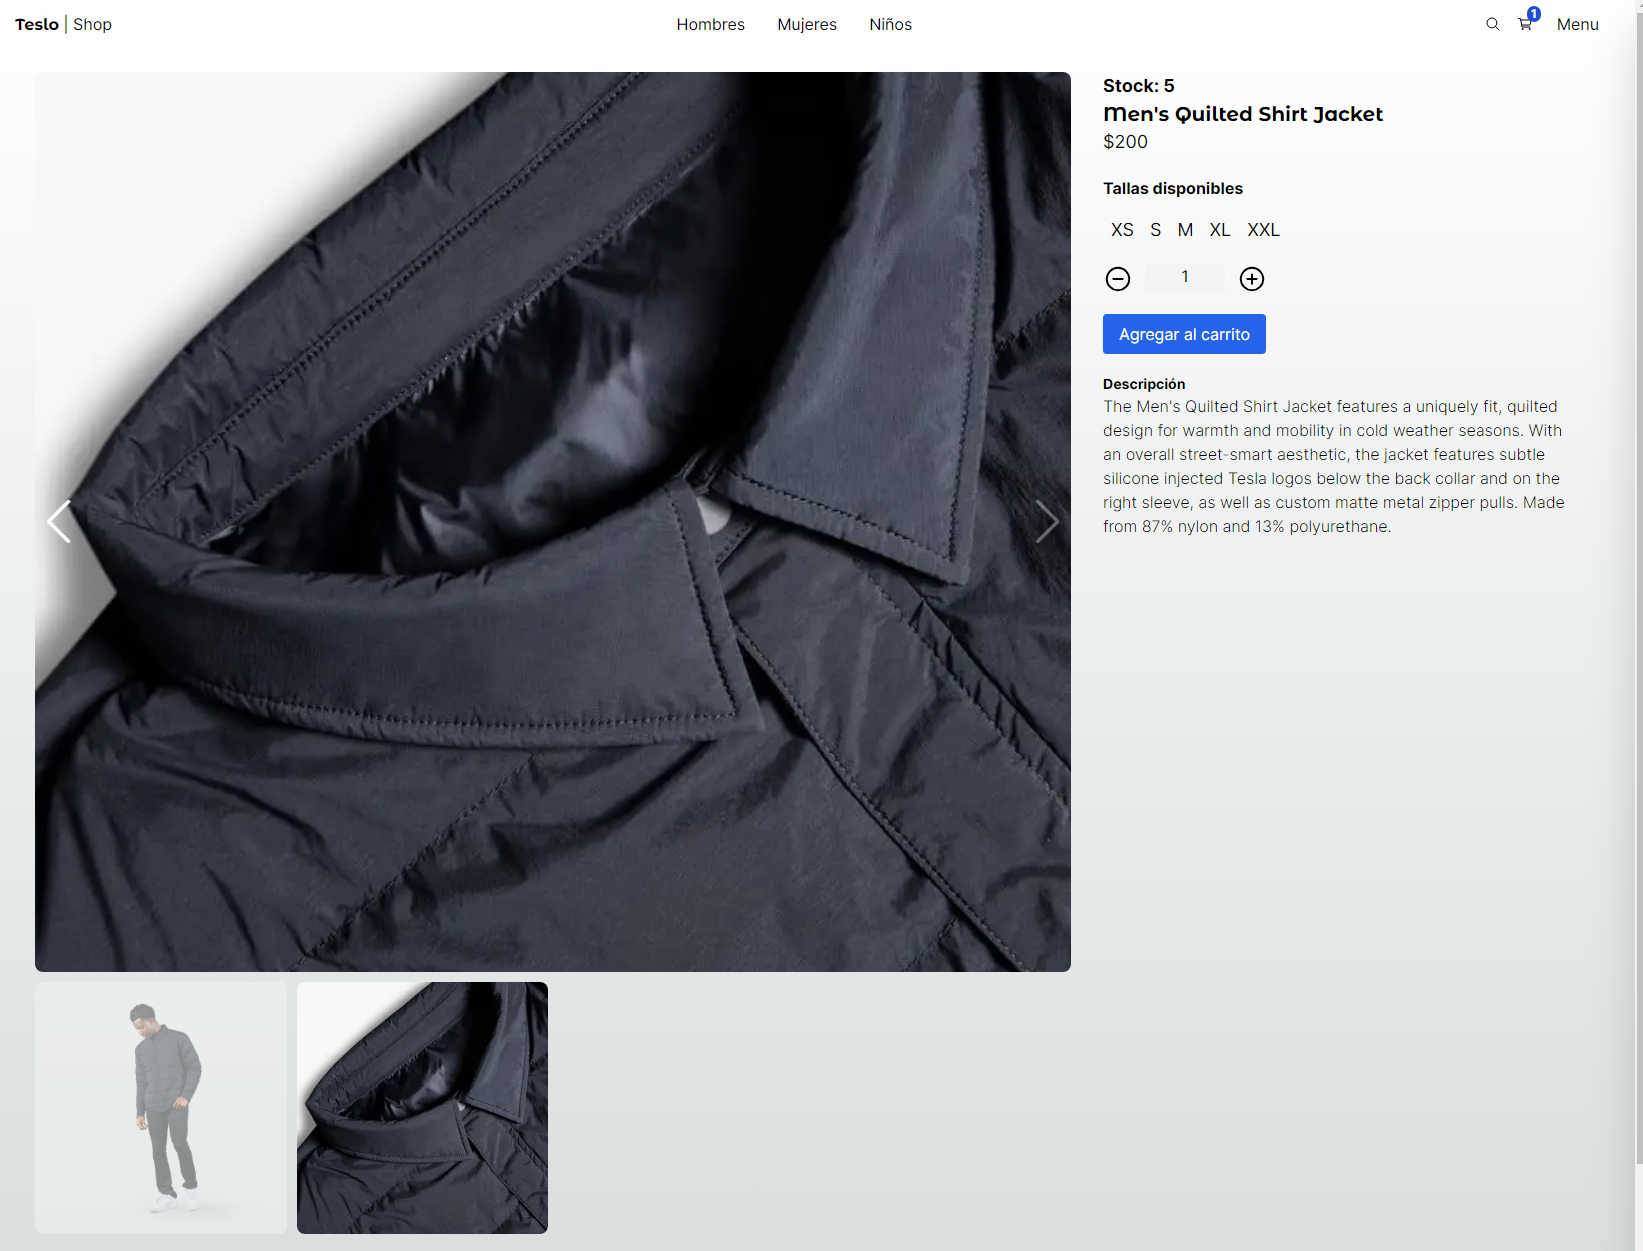 Teslo | Shop
Hombres Mujeres Niños
1
Menu
Stock: 5
Men's Quilted Shirt Jacket
$200
Tallas disponibles
XS S M XL XXL
1
Agregar al carrito
Descripción
The Men's Quilted Shirt Jacket features a uniquely fit, quilted
design for warmth and mobility in cold weather seasons. With
an overall street-smart aesthetic, the jacket features subtle
silicone injected Tesla logos below the back collar and on the
right sleeve, as well as custom matte metal zipper pulls. Made
from 87% nylon and 13% polyurethane.